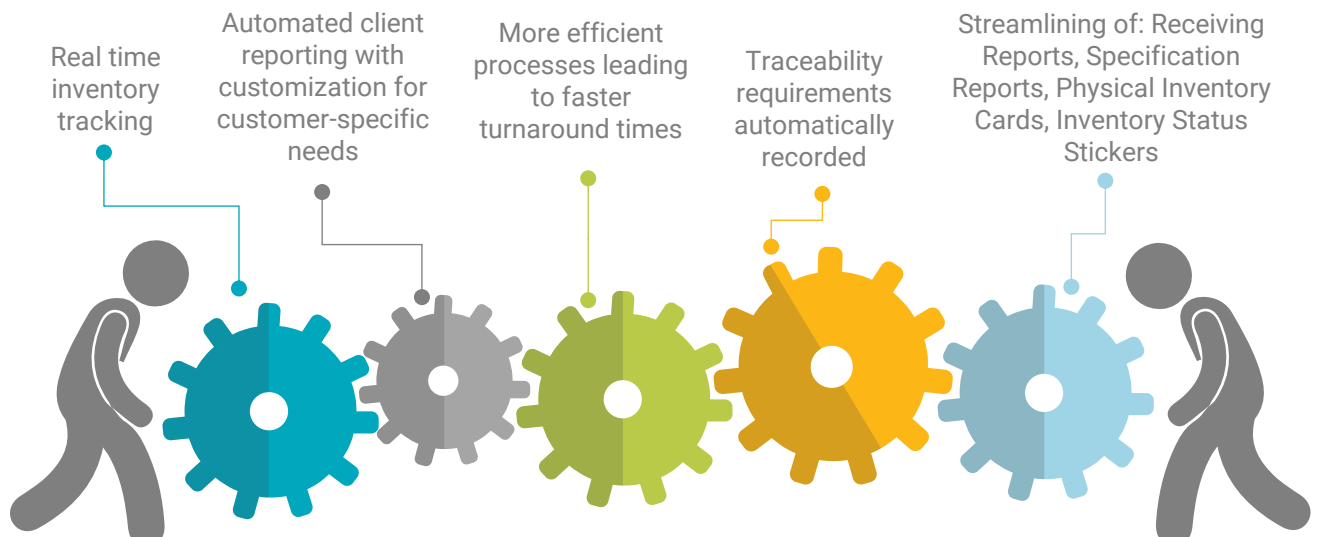 Real time
inventory
tracking
Automated client
reporting with
customization for
customer-specific
needs
More efficient
processes leading
to faster
turnaround times
Traceability
requirements
automatically
recorded
Streamlining of: Receiving
Reports, Specification
Reports, Physical Inventory
Cards, Inventory Status
Stickers